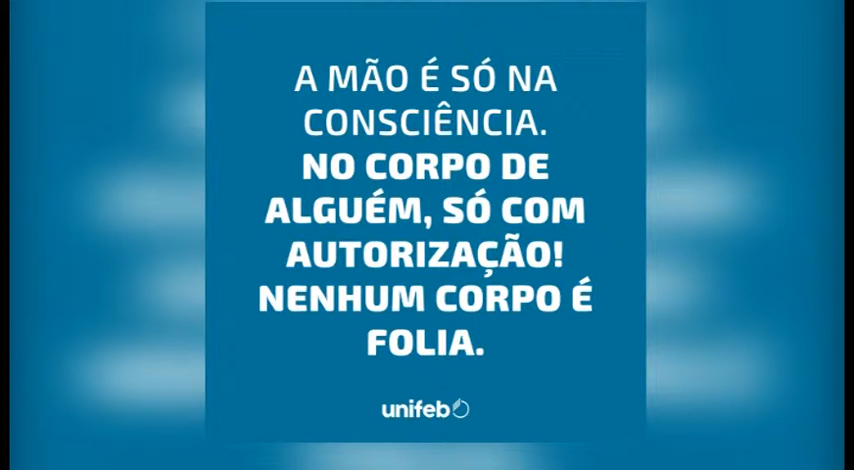 A MÃO É SÓ NA
CONSCIÊNCIA.
NO CORPO DE
ALGUÉM, SÓ COM
AUTORIZAÇÃO!
NENHUM CORPO É
FOLIA.
unifeb